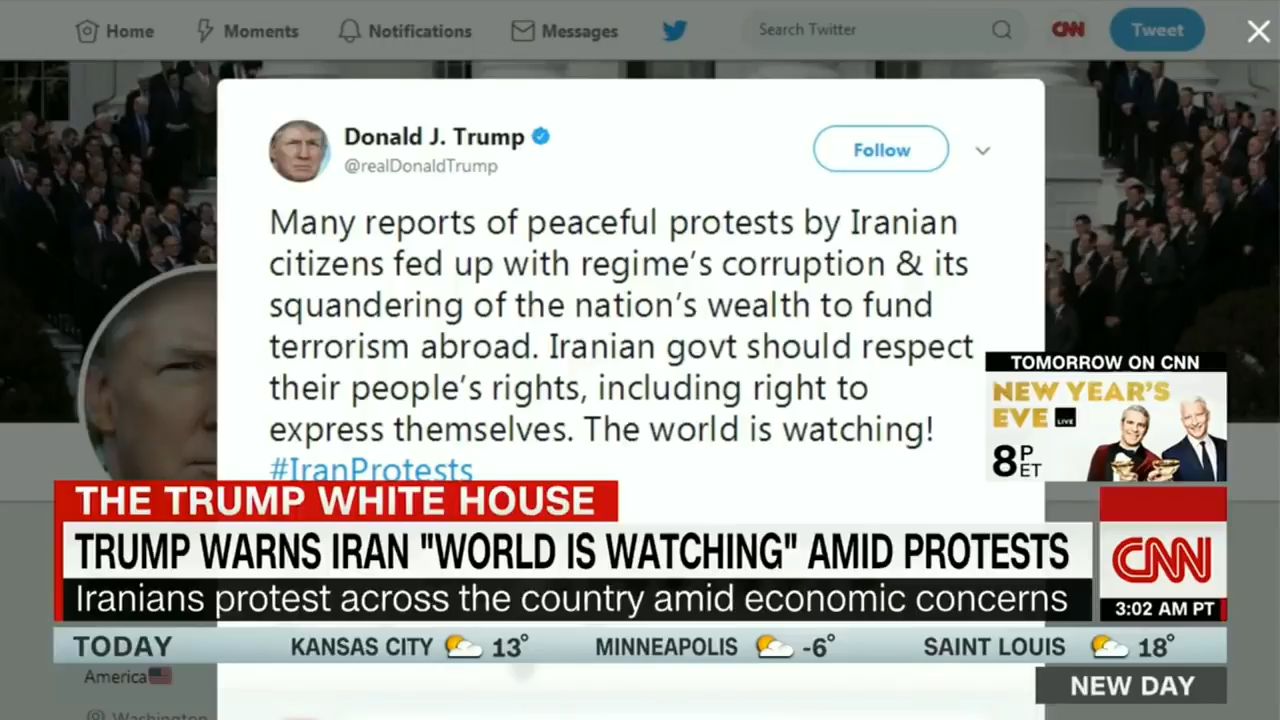 Home
Moments
Notifications
Messages
Search Twitter
CNN
Tweet
Donald J. Trump
@realDonaldTrump
Follow
Many reports of peaceful protests by Iranian
citizens fed up with regime's corruption & its
squandering of the nation's wealth to fund
terrorism abroad. Iranian govt should respect
their people's rights, including right to
express themselves. The world is watching!
#IranProtests
TOMORROW ON CNN
NEW YEAR'S
EVE LIVE
8P ET
THE TRUMP WHITE HOUSE
TRUMP WARNS IRAN "WORLD IS WATCHING" AMID PROTESTS
Iranians protest across the country amid economic concerns
CNN
3:02 AM PT
TODAY KANSAS CITY 13° MINNEAPOLIS -6° SAINT LOUIS 18°
America
NEW DAY
Washington